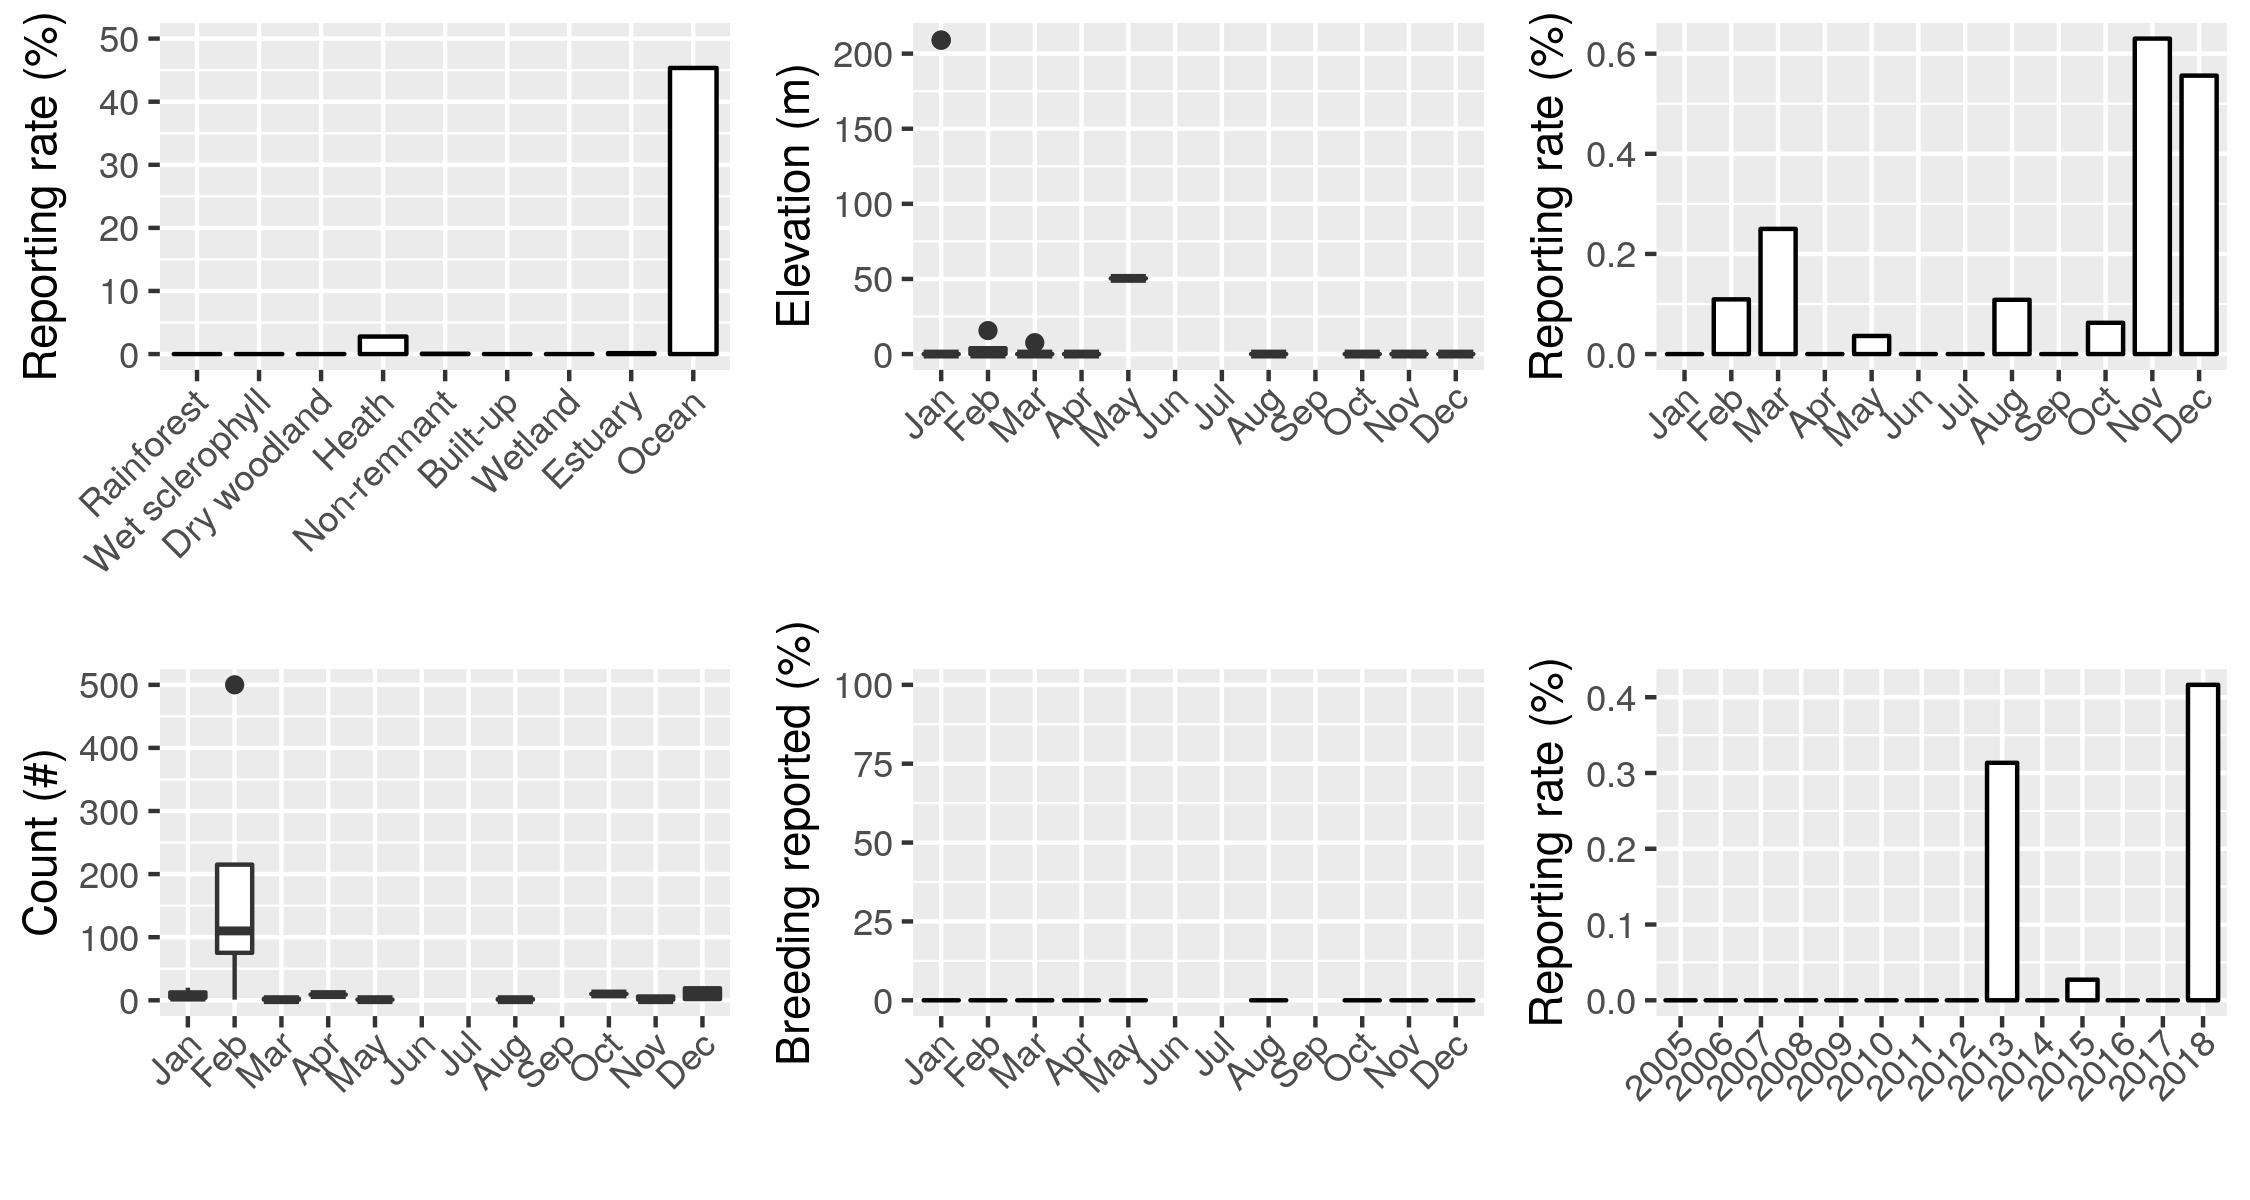 Reporting rate (%)
50
40
30
20
10
0
Rainforest
Wet sclerophyll
Dry woodland
Heath
Non-remnant
Built-up
Wetland
Estuary
Ocean
Elevation (m)
200
150
100
50
0
Jan
Feb
Mar
Apr
May
Jun
Jul
Aug
Sep
Oct
Nov
Dec
Reporting rate (%)
0.6
0.4
0.2
0.0
Jan
Feb
Mar
Apr
May
Jun
Jul
Aug
Sep
Oct
Nov
Dec
Count (#)
500
400
300
200
100
0
Jan
Feb
Mar
Apr
May
Jun
Jul
Aug
Sep
Oct
Nov
Dec
Breeding reported (%)
100
75
50
25
0
Jan
Feb
Mar
Apr
May
Jun
Jul
Aug
Sep
Oct
Nov
Dec
Reporting rate (%)
0.4
0.3
0.2
0.1
0.0
2005
2006
2007
2008
2009
2010
2011
2012
2013
2014
2015
2016
2017
2018